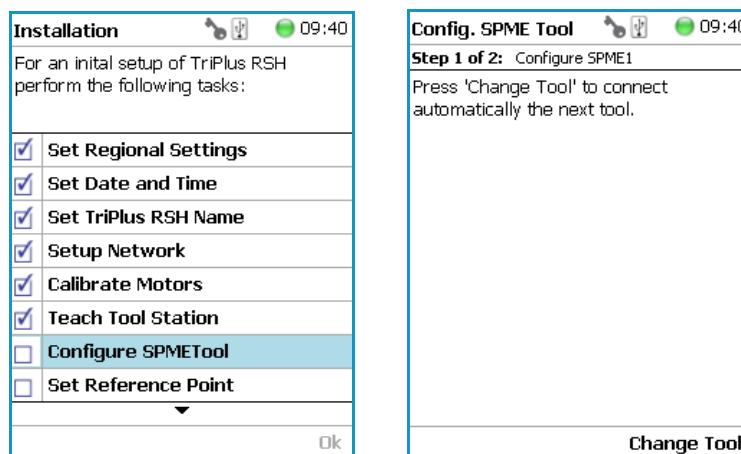 Installation 09:40
For an inital setup of TriPlus RSH
perform the following tasks:
Set Regional Settings
Set Date and Time
Set TriPlus RSH Name
Setup Network
Calibrate Motors
Teach Tool Station
Configure SPMETool
Set Reference Point
Ok
Config. SPME Tool 09:40
Step 1 of 2: Configure SPME1
Press 'Change Tool' to connect
automatically the next tool.
Change Tool